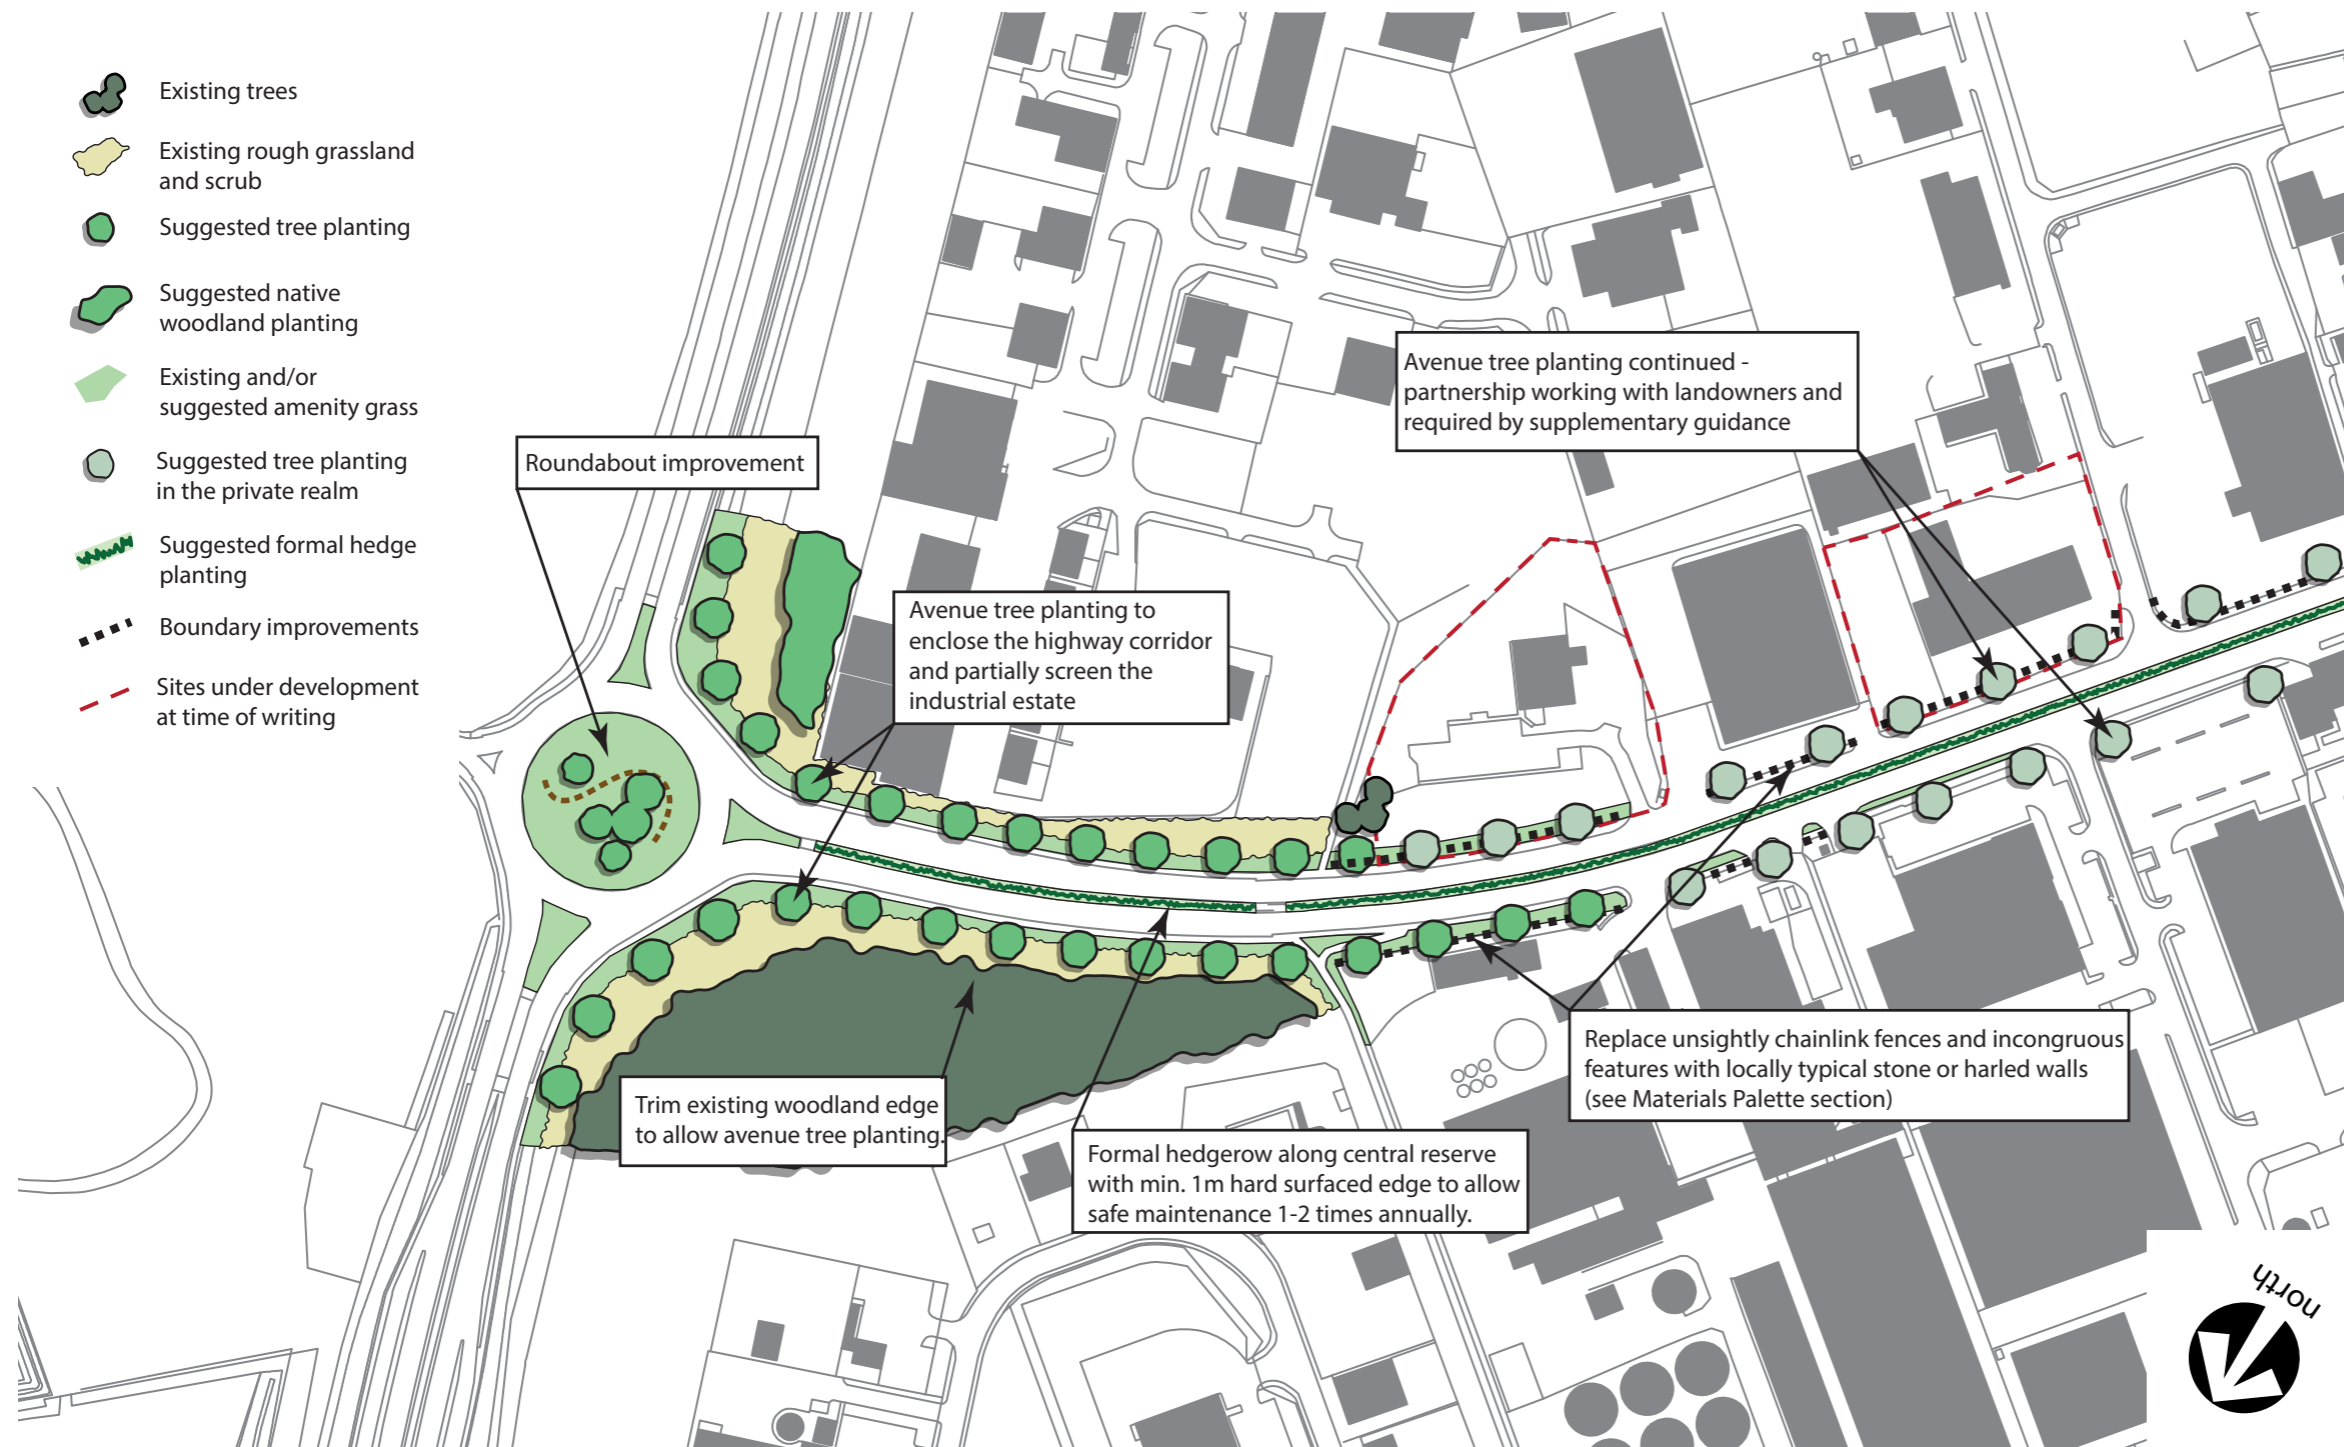 Existing trees
Existing rough grassland
and scrub
Suggested tree planting
Suggested native
woodland planting
Existing and/or
suggested amenity grass
Suggested tree planting
in the private realm
Suggested formal hedge
planting
Boundary improvements
Sites under development
at time of writing
Roundabout improvement
Avenue tree planting continued -
partnership working with landowners and
required by supplementary guidance
Avenue tree planting to
enclose the highway corridor
and partially screen the
industrial estate
Replace unsightly chainlink fences and incongruous
features with locally typical stone or harled walls
(see Materials Palette section)
Trim existing woodland edge
to allow avenue tree planting.
Formal hedgerow along central reserve
with min. 1m hard surfaced edge to allow
safe maintenance 1-2 times annually.
north